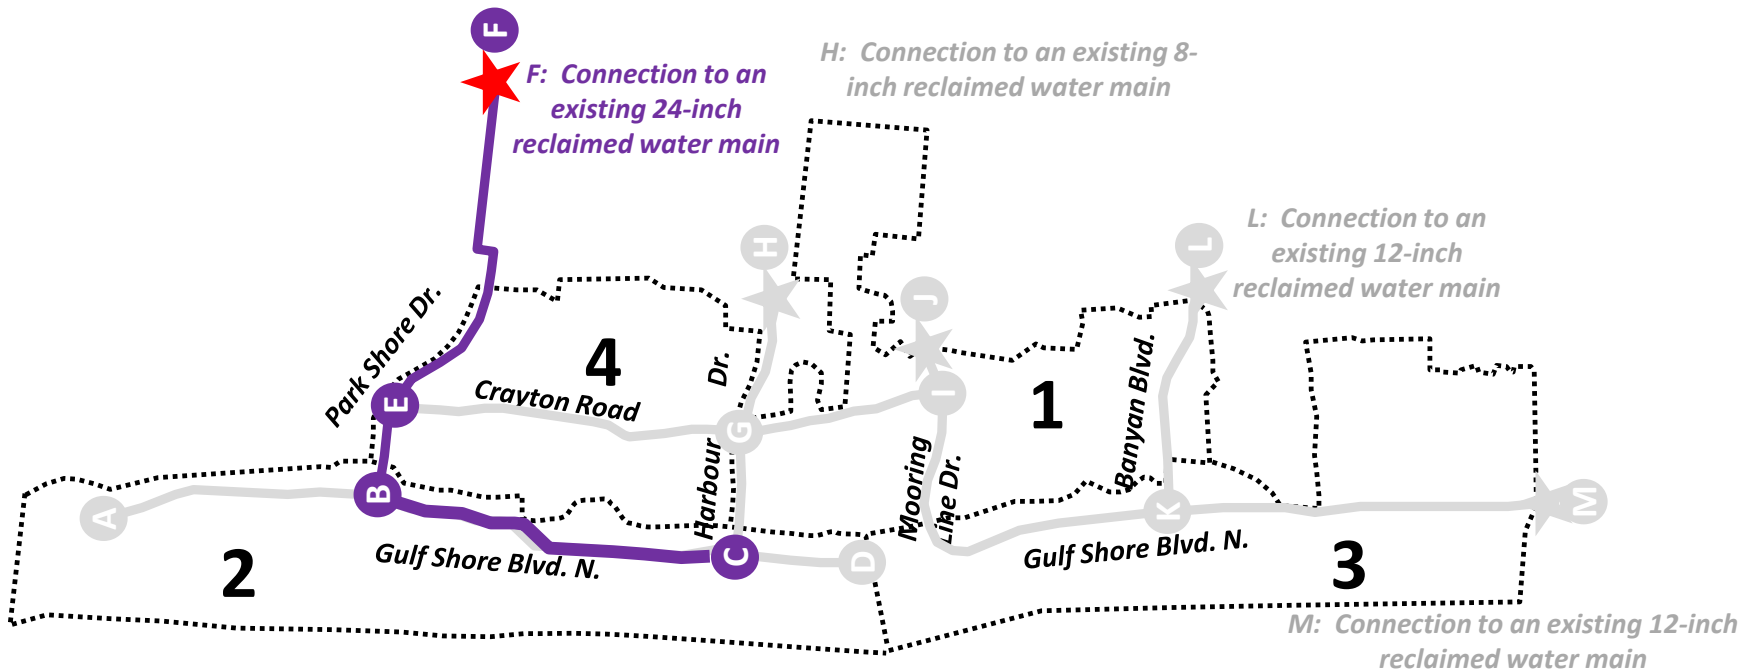 F
F: Connection to an
existing 24-inch
reclaimed water main
H: Connection to an existing 8-
inch reclaimed water main
H
L
L: Connection to an
existing 12-inch
reclaimed water main
J
Park Shore Dr.
4
Dr.
1
Banyan Blvd.
E
Crayton Road
G
I
Harbour
Mooring
Line Dr.
A
B
K
M
C
D
2
Gulf Shore Blvd. N.
Gulf Shore Blvd. N.
3
M: Connection to an existing 12-inch
reclaimed water main